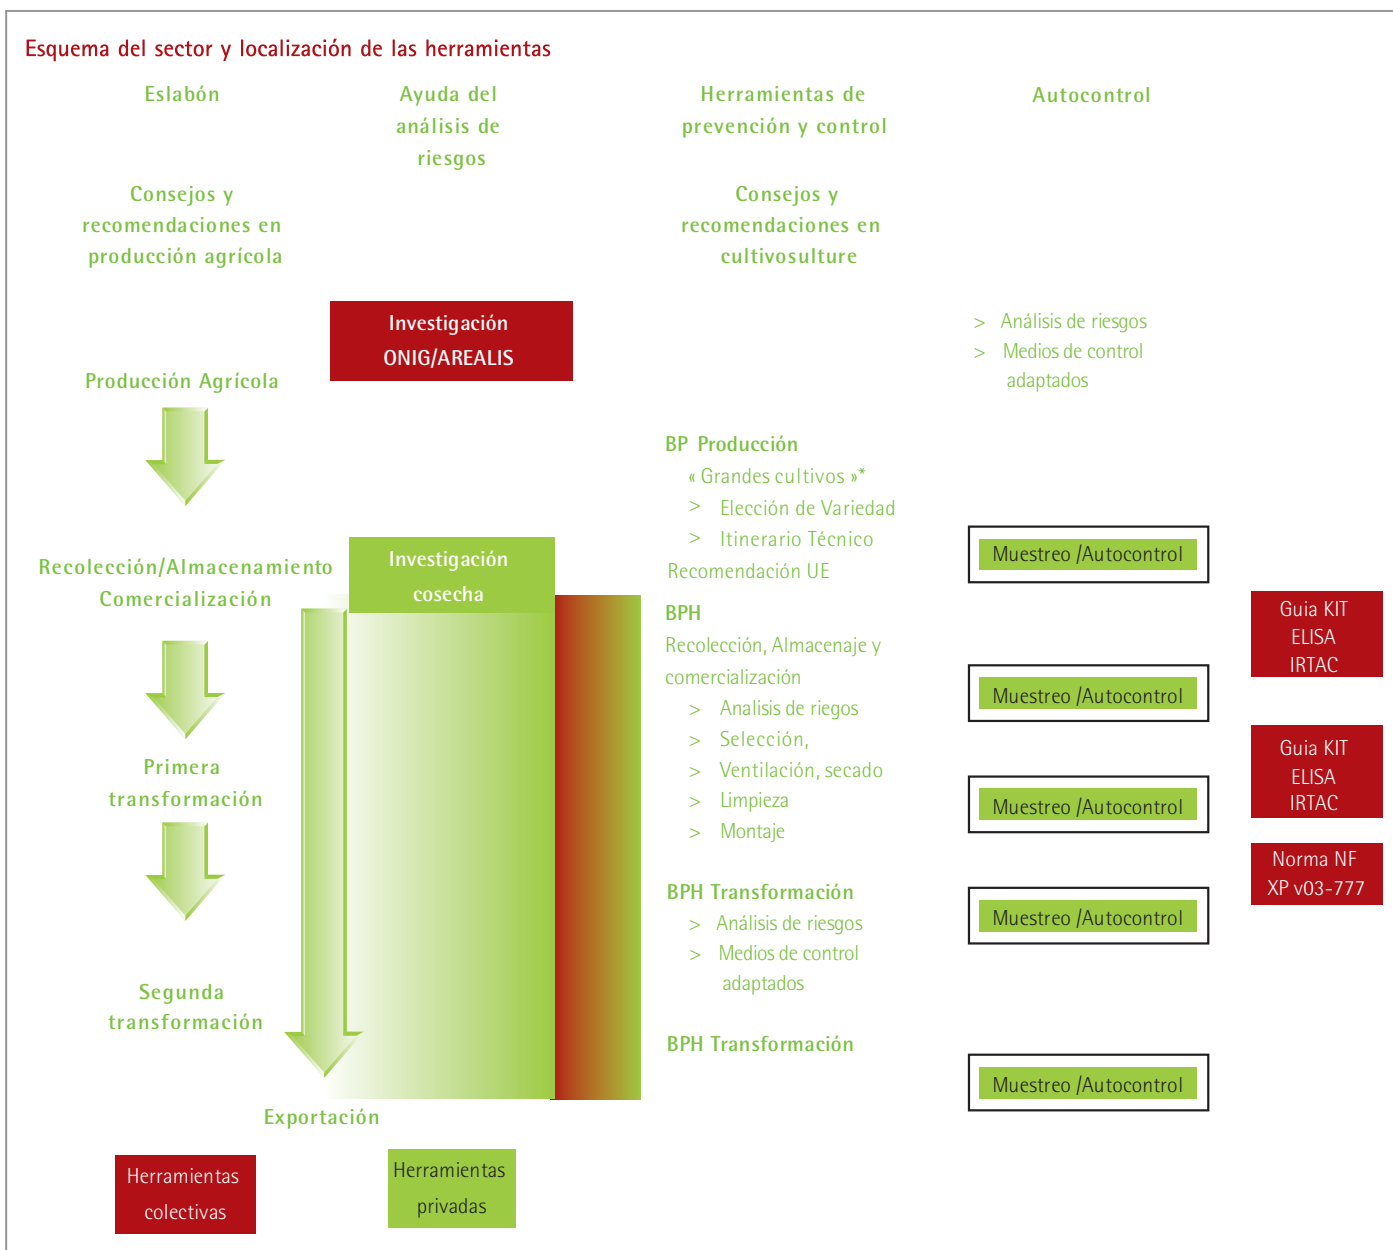 Esquema del sector y localización de las herramientas
Eslabón
Ayuda del
análisis de
riesgos
Herramientas de
prevención y control
Autocontrol
Consejos y
recomendaciones en
producción agrícola
Consejos y
recomendaciones en
cultivosulture
Investigación
ONIG/AREALIS
> Análisis de riesgos
> Medios de control
adaptados
Producción Agrícola
BP Producción
« Grandes cultivos »*
> Elección de Variedad
> Itinerario Técnico
Recomendación UE
Muestreo /Autocontrol
Recolección/Almacenamiento
Comercialización
Investigación
cosecha
BPH
Recolección, Almacenaje y
comercialización
> Analisis de riegos
> Selección,
> Ventilación, secado
> Limpieza
> Montaje
Guia KIT
ELISA
IRTAC
Muestreo /Autocontrol
Primera
transformación
Guia KIT
ELISA
IRTAC
Muestreo /Autocontrol
Norma NF
XP v03-777
BPH Transformación
> Análisis de riesgos
> Medios de control
adaptados
Muestreo /Autocontrol
Segunda
transformación
BPH Transformación
Muestreo /Autocontrol
Exportación
Herramientas
colectivas
Herramientas
privadas